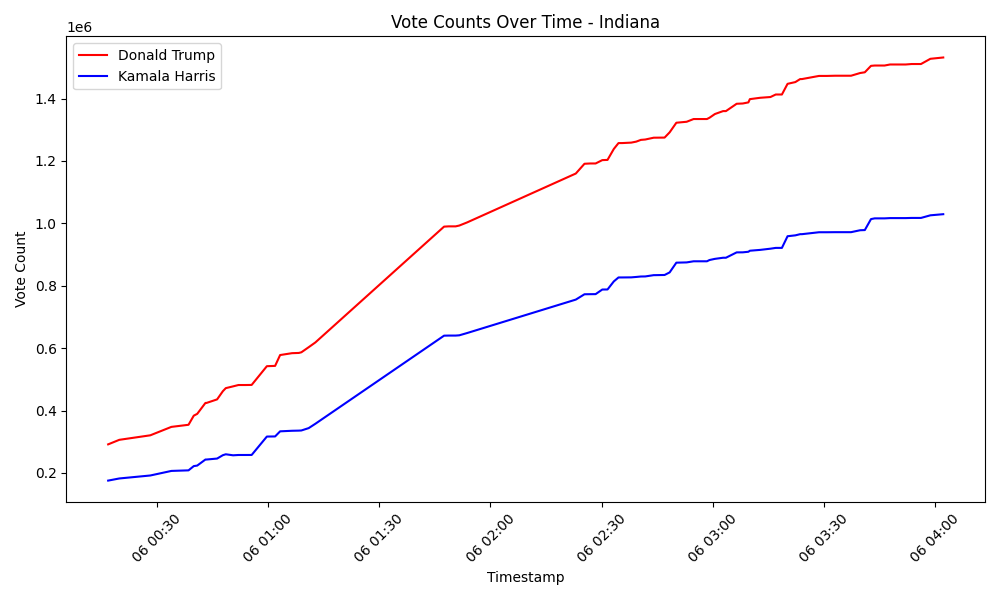 Vote Counts Over Time - Indiana
1e6
Donald Trump
Kamala Harris
1.4
1.2
1.0
0.8
0.6
0.4
0.2
Vote Count
06 00:30
06 01:00
06 01:30
06 02:00
06 02:30
06 03:00
06 03:30
06 04:00
Timestamp